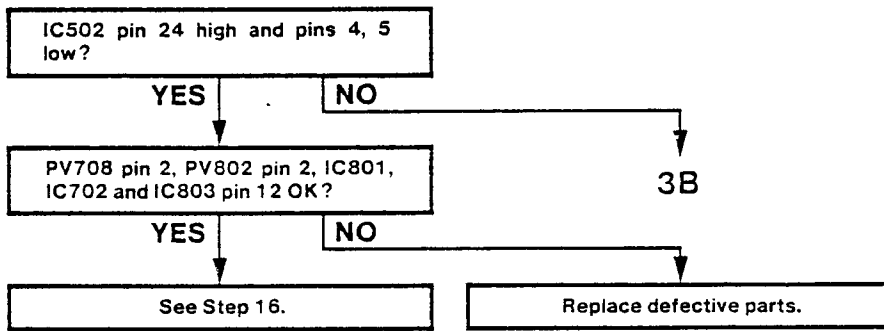 IC502 pin 24 high and pins 4, 5
low?
YES
NO
PV708 pin 2, PV802 pin 2, IC801,
IC702 and IC803 pin 12 OK?
3B
YES
NO
See Step 16.
Replace defective parts.